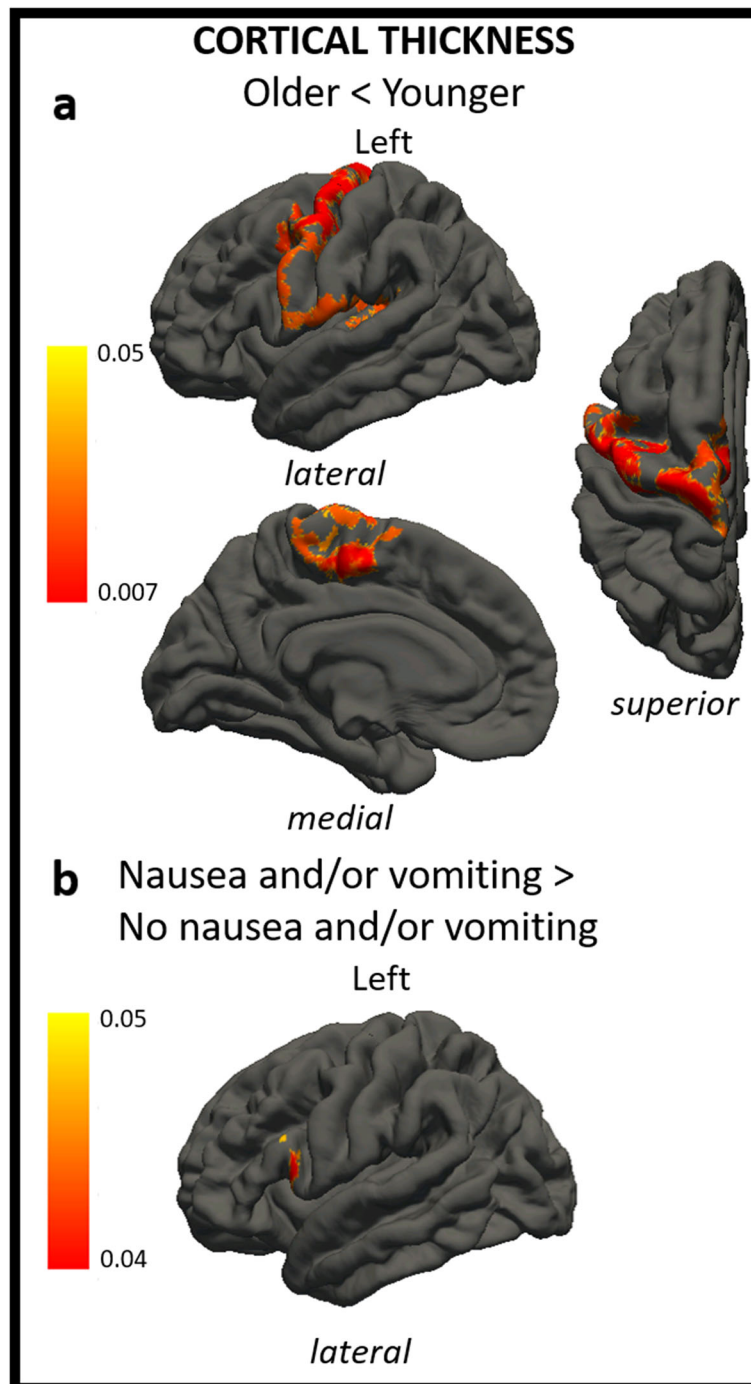 CORTICAL THICKNESS
a
Older < Younger
Left
0.05
0.007
lateral
superior
medial
b
Nausea and/or vomiting >
No nausea and/or vomiting
Left
0.05
0.04
lateral